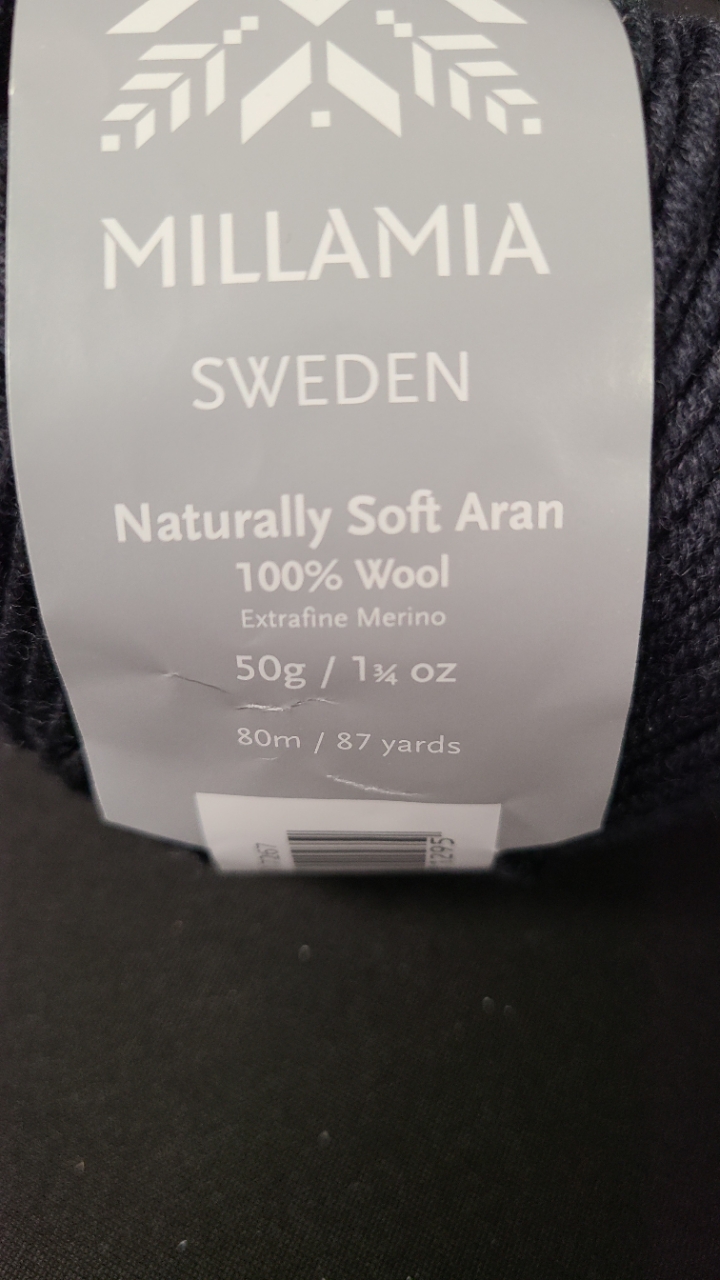 MILLAMIA
SWEDEN
Naturally Soft Aran
100% Wool
Extrafine Merino
50g / 1¾ oz
80m / 87 yards